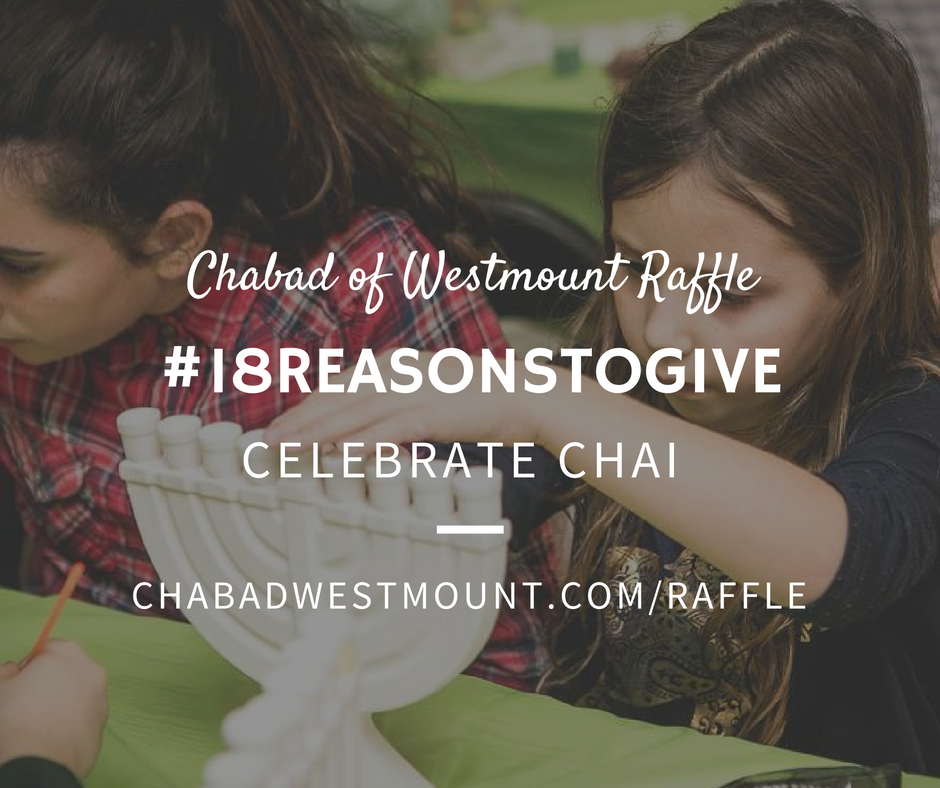 Chabad of Westmount Raffle
#18REASONSTOGIVE
CELEBRATE CHAI
CHABADWESTMOUNT.COM/RAFFLE